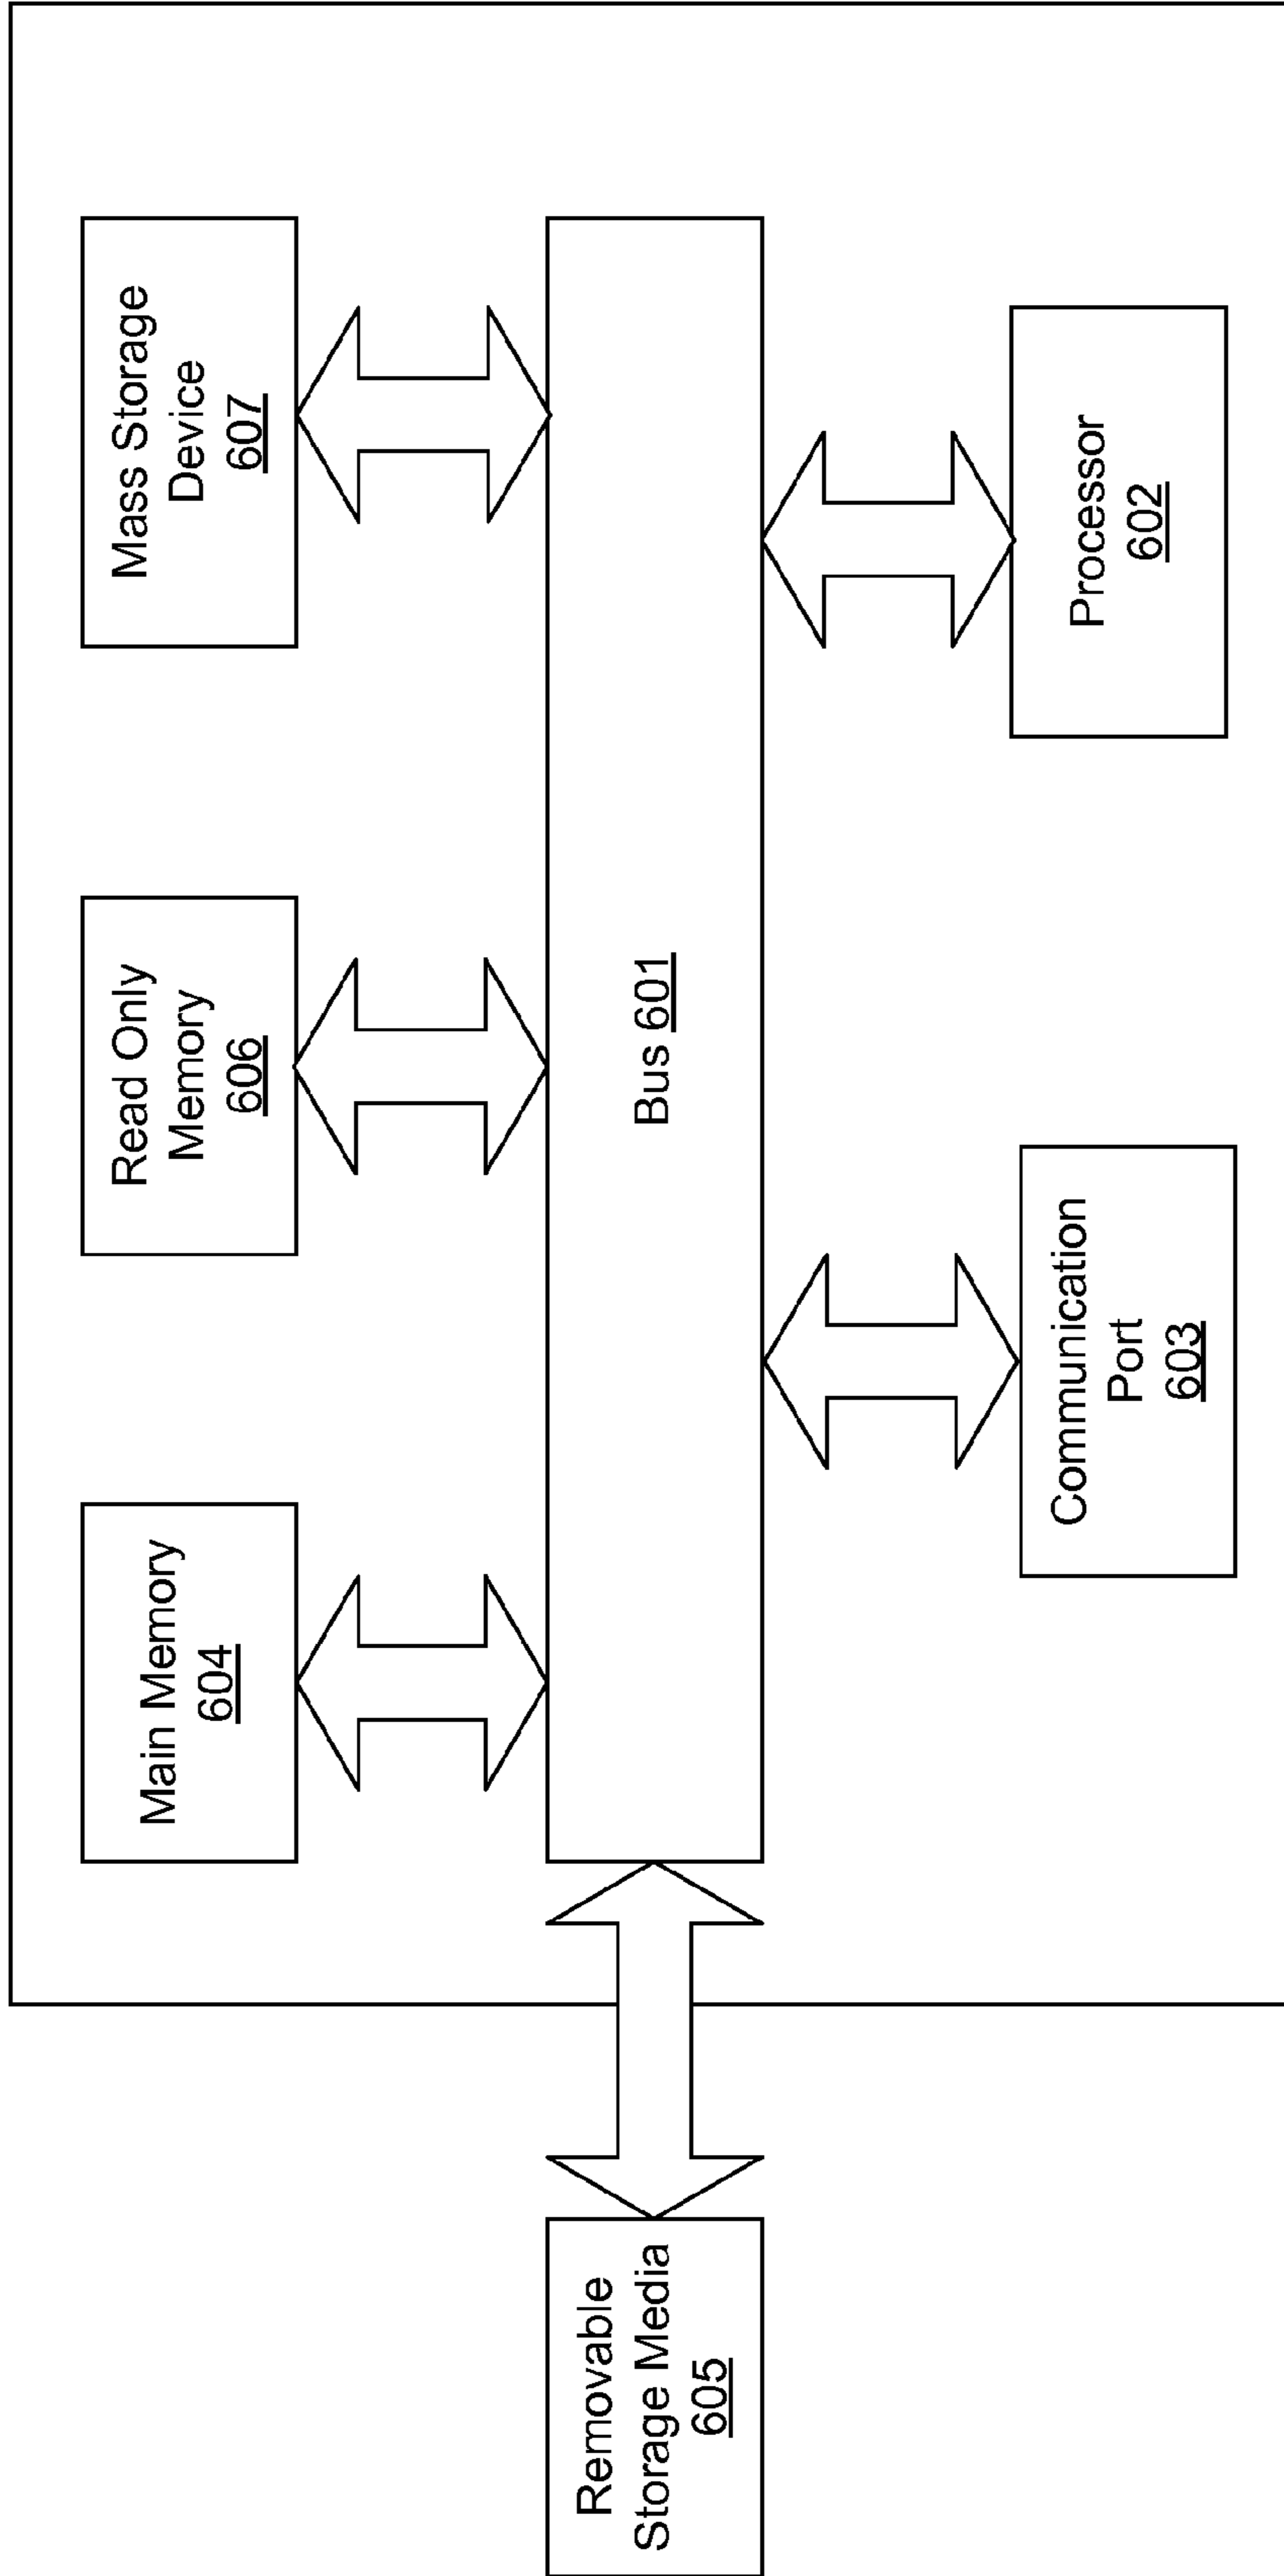 Main Memory
604
Read Only
Memory
606
Mass Storage
Device
607
Removable
Storage Media
605
Bus 601
Communication
Port
603
Processor
602